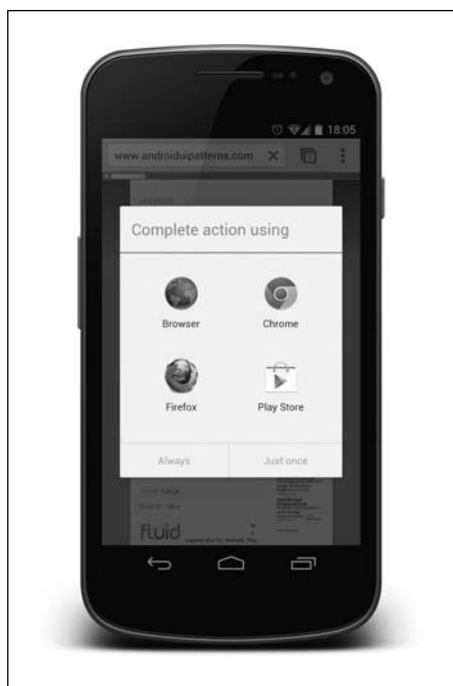 18:05
www.androiduipatterns.com
Complete action using
Browser
Chrome
Firefox
Play Store
Always
Just once
fluid